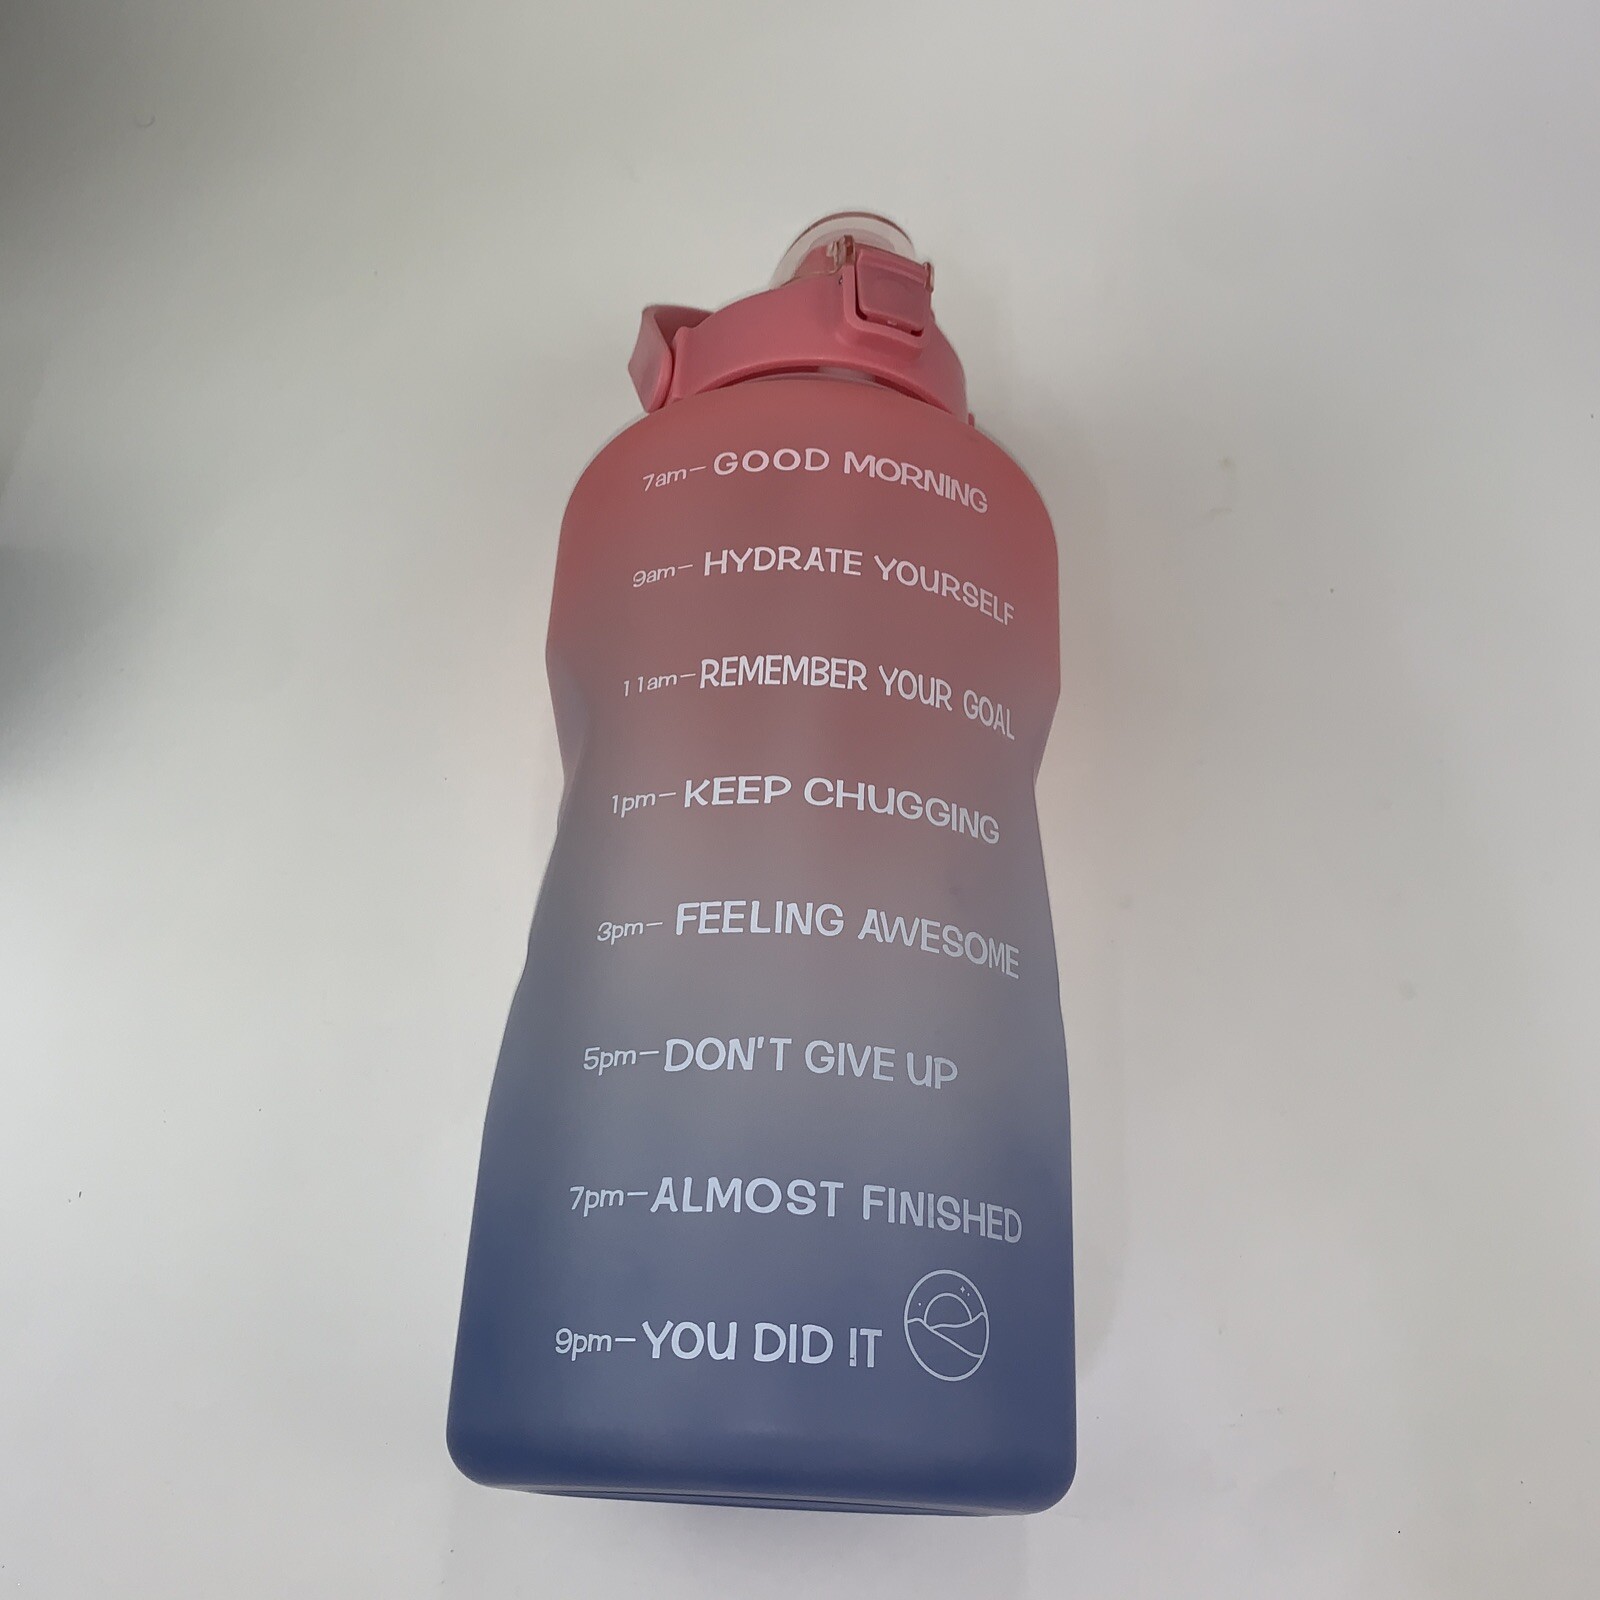 7am— GOOD MORNING
9am— HYDRATE YOURSELF
11am— REMEMBER YOUR GOAL
1pm— KEEP CHUGGING
3pm— FEELING AWESOME
5pm— DON'T GIVE UP
7pm— ALMOST FINISHED
9pm— YOU DID IT